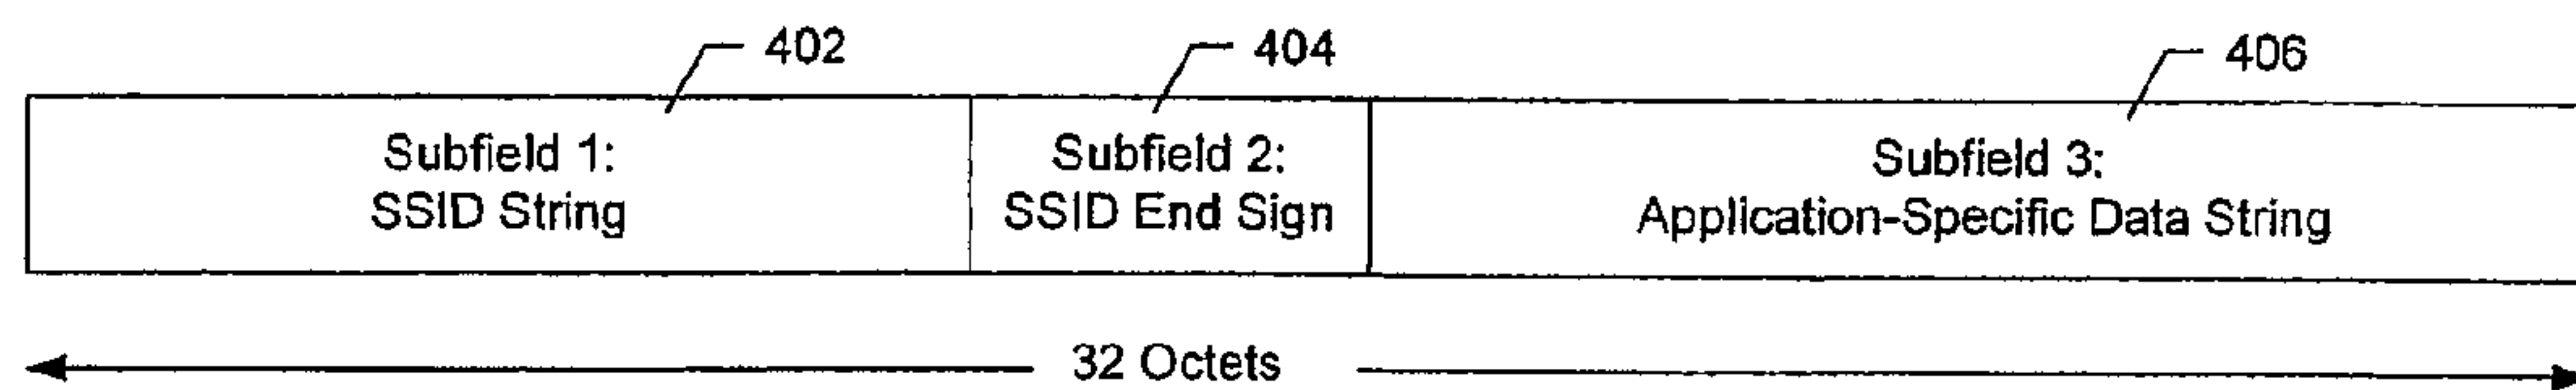 402
404
406
Subfield 1:
SSID String
Subfield 2:
SSID End Sign
Subfield 3:
Application-Specific Data String
32 Octets